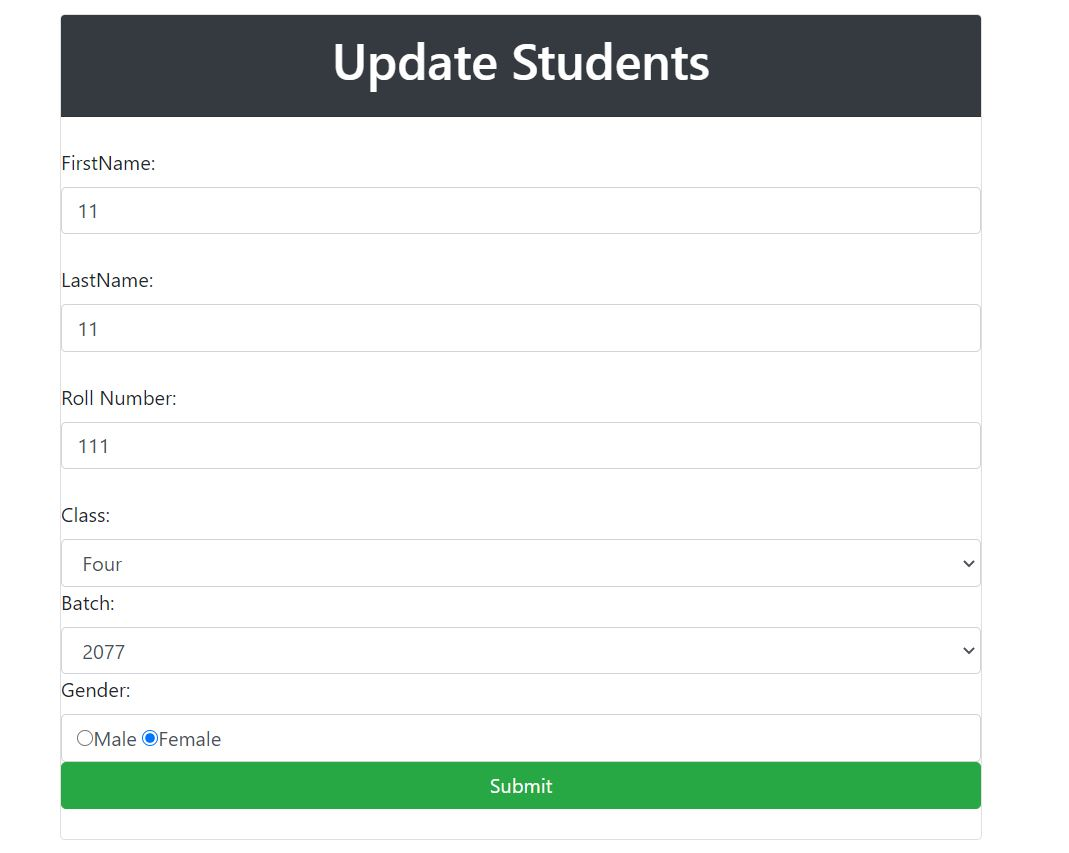 Update Students
FirstName:
11
LastName:
11
Roll Number:
111
Class:
Four
Batch:
2077
Gender:
Male Female
Submit